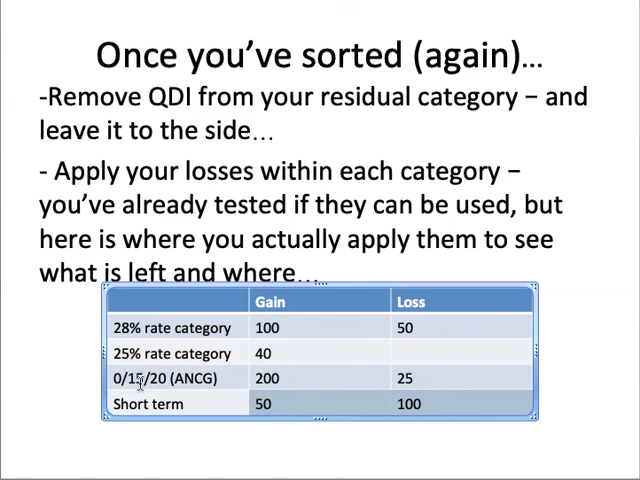 Once you’ve sorted (again)…
-Remove QDI from your residual category – and
leave it to the side…
- Apply your losses within each category –
you’ve already tested if they can be used, but
here is where you actually apply them to see
what is left and where…
Gain Loss
28% rate category 100 50
25% rate category 40
0/15/20 (ANCG) 200 25
Short term 50 100